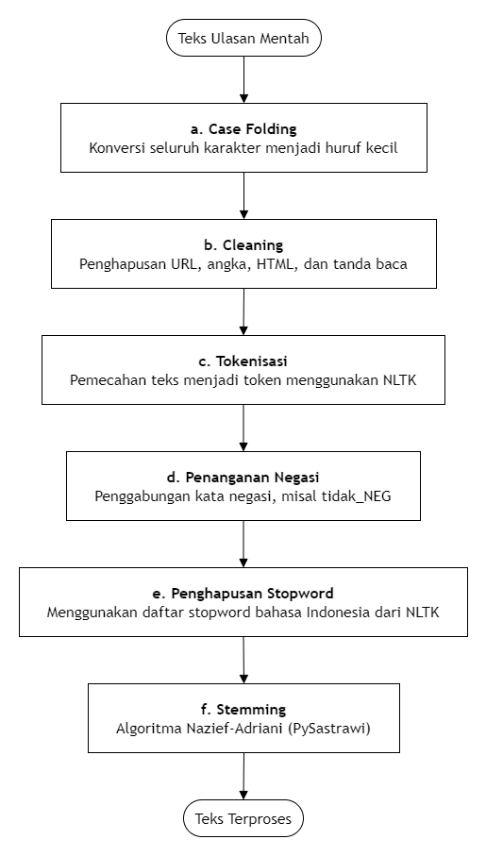 Teks Ulasan Mentah
a. Case Folding
Konversi seluruh karakter menjadi huruf kecil
b. Cleaning
Penghapusan URL, angka, HTML, dan tanda baca
c. Tokenisasi
Pemecahan teks menjadi token menggunakan NLTK
d. Penanganan Negasi
Penggabungan kata negasi, misal tidak_NEG
e. Penghapusan Stopword
Menggunakan daftar stopword bahasa Indonesia dari NLTK
f. Stemming
Algoritma Nazief-Adriani (PySastrawi)
Teks Terproses